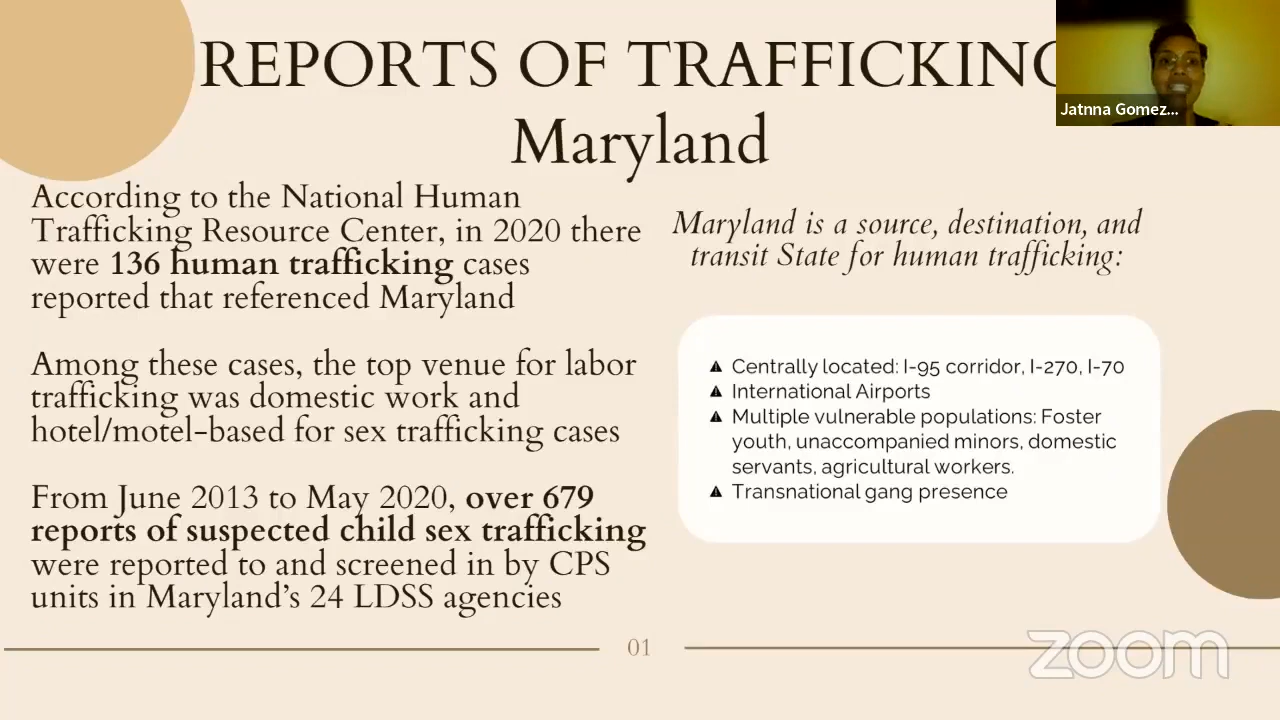 REPORTS OF TRAFFICKING
Maryland
Jatnna Gomez...
According to the National Human
Trafficking Resource Center, in 2020 there
were 136 human trafficking cases
reported that referenced Maryland
Among these cases, the top venue for labor
trafficking was domestic work and
hotel/motel-based for sex trafficking cases
From June 2013 to May 2020, over 679
reports of suspected child sex trafficking
were reported to and screened in by CPS
units in Maryland’s 24 LDSS agencies
Maryland is a source, destination, and
transit State for human trafficking:
Centrally located: I-95 corridor, I-270, I-70
International Airports
Multiple vulnerable populations: Foster
youth, unaccompanied minors, domestic
servants, agricultural workers.
Transnational gang presence
01
zoom